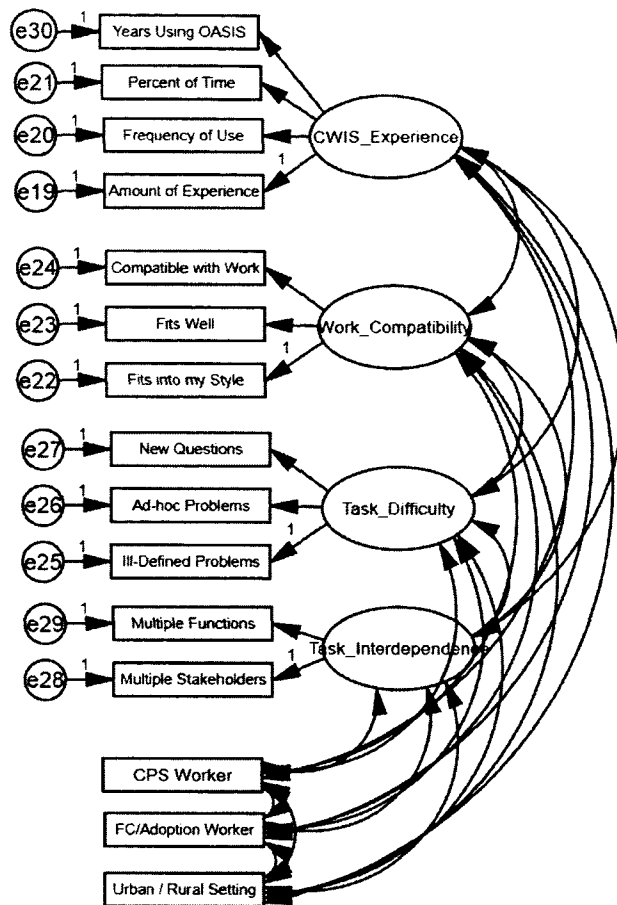 e30 1 Years Using OASIS
e21 1 Percent of Time
CWIS_Experience
e20 1 Frequency of Use
1
e19 1 Amount of Experience
e24 1 Compatible with Work
e23 1 Fits Well
Work_Compatibility
1
e22 1 Fits into my Style
e27 1 New Questions
e26 1 Ad-hoc Problems
Task_Difficulty
1
e25 1 Ill-Defined Problems
e29 1 Multiple Functions
Task_Interdependence
1
e28 1 Multiple Stakeholders
CPS Worker
FC/Adoption Worker
Urban / Rural Setting